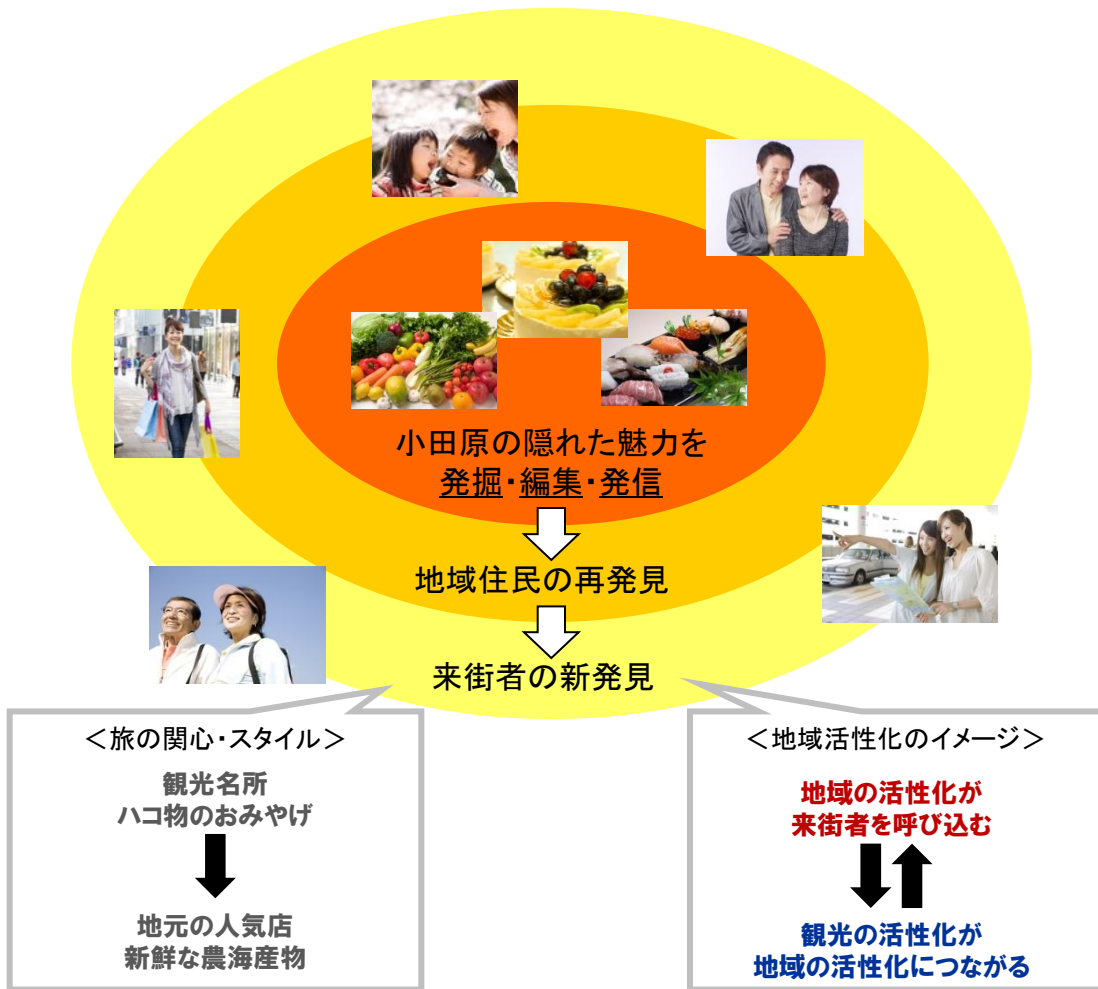 小田原の隠れた魅力を
発掘・編集・発信
地域住民の再発見
来街者の新発見
＜旅の関心・スタイル＞
観光名所
ハコ物のおみやげ
地元の人気店
新鮮な農海産物
＜地域活性化のイメージ＞
地域の活性化が
来街者を呼び込む
観光の活性化が
地域の活性化につながる